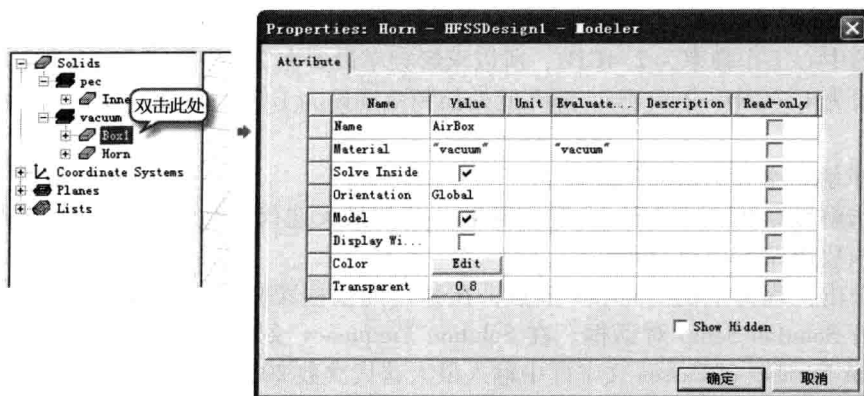 Solids
pec
Inne
双击此处
vacuum
Box1
Horn
Coordinate Systems
Planes
Lists
Properties: Horn - HFSSDesign1 - Modeler
Attribute
Name Value Unit Evaluate... Description Read-only
Name AirBox
Material "vacuum" "vacuum"
Solve Inside
Orientation Global
Model
Display Wi...
Color Edit
Transparent 0.8
Show Hidden
确定 取消